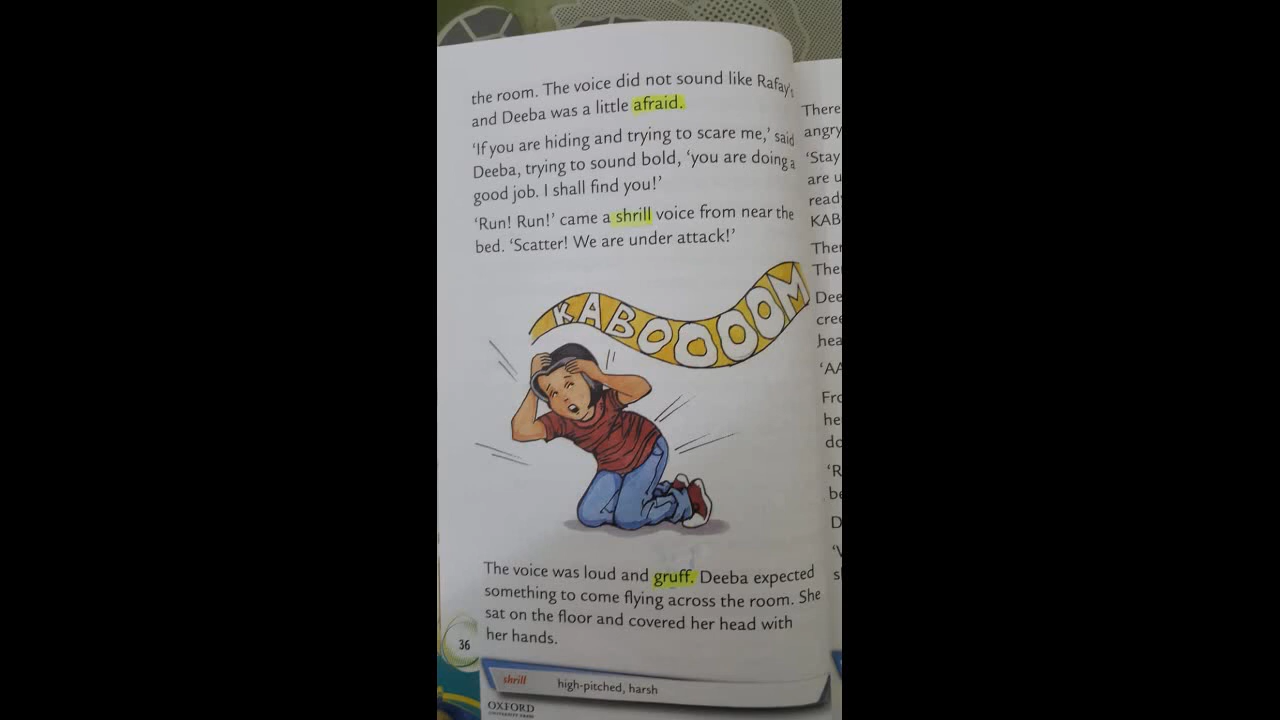 the room. The voice did not sound like Rafay's
and Deeba was a little afraid.
‘If you are hiding and trying to scare me,’ said
Deeba, trying to sound bold, ‘you are doing a
good job. I shall find you!’
‘Run! Run!’ came a shrill voice from near the
bed. ‘Scatter! We are under attack!’
KABOOOOM
The voice was loud and gruff. Deeba expected
something to come flying across the room. She
sat on the floor and covered her head with
her hands.
36
shrill high-pitched, harsh
OXFORD
UNIVERSITY PRESS
There
angry
‘Stay
are u
ready
KAB
Ther
The
Dee
cree
hea
‘AA
Fro
he
do
‘R
be
D